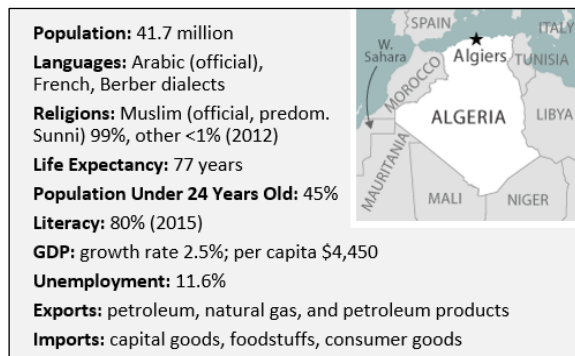 Population: 41.7 million
Languages: Arabic (official),
French, Berber dialects
Religions: Muslim (official, predom.
Sunni) 99%, other <1% (2012)
Life Expectancy: 77 years
Population Under 24 Years Old: 45%
Literacy: 80% (2015)
GDP: growth rate 2.5%; per capita $4,450
Unemployment: 11.6%
Exports: petroleum, natural gas, and petroleum products
Imports: capital goods, foodstuffs, consumer goods
SPAIN
ITALY
W.
Sahara
Algiers
TUNISIA
MOROCCO
ALGERIA
LIBYA
MAURITANIA
MALI
NIGER